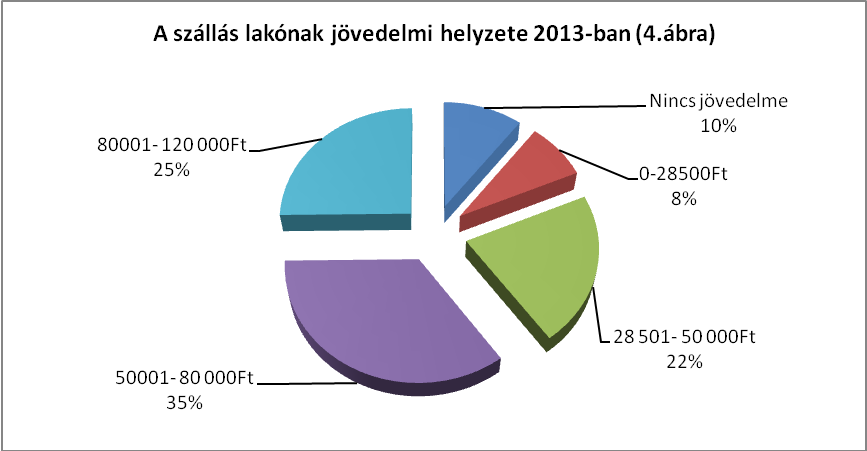 A szállás lakónak jövedelmi helyzete 2013-ban (4.ábra)
Nincs jövedelme
10%
0-28500Ft
8%
28 501- 50 000Ft
22%
50001- 80 000Ft
35%
80001- 120 000Ft
25%